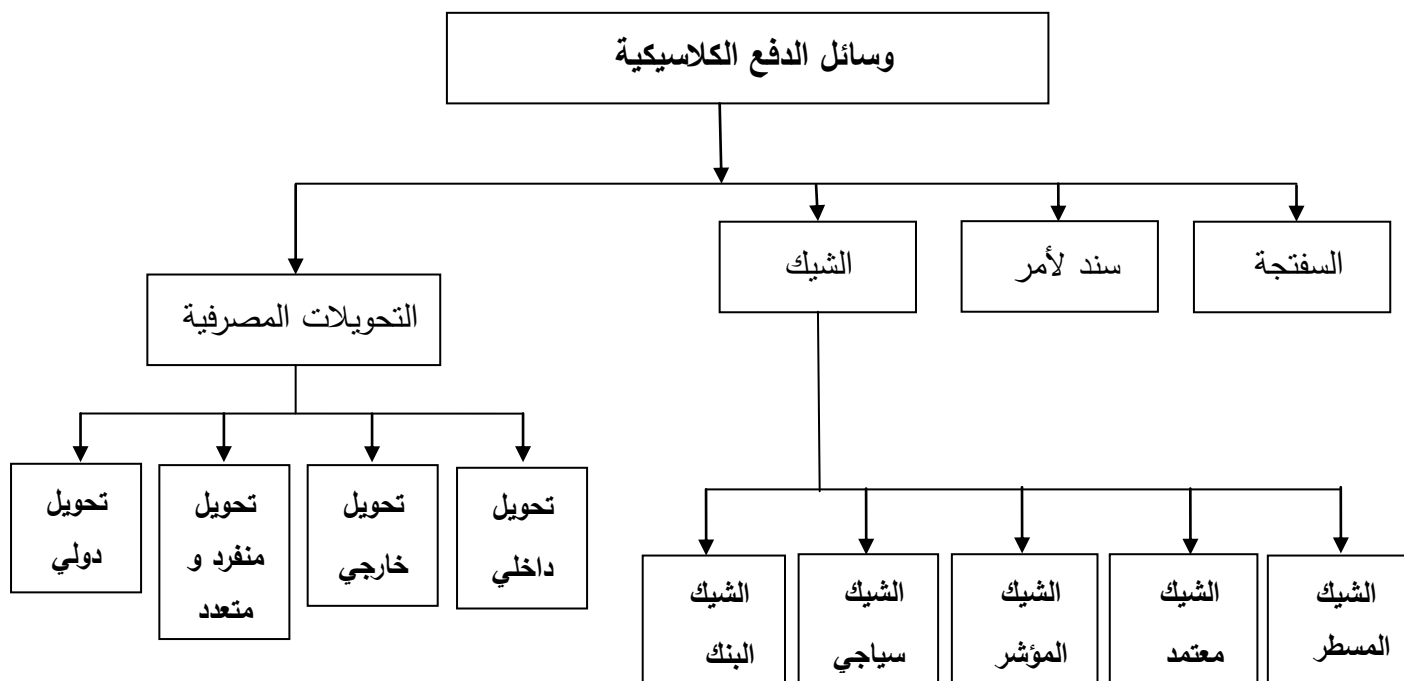 وسائل الدفع الكلاسيكية
السفتجة
سند لأمر
الشيك
التحويلات المصرفية
تحويل
داخلي
تحويل
خارجي
تحويل
منفرد و
متعدد
تحويل
دولي
الشيك
المسطر
الشيك
معتمد
الشيك
المؤشر
الشيك
سياجي
الشيك
البنك